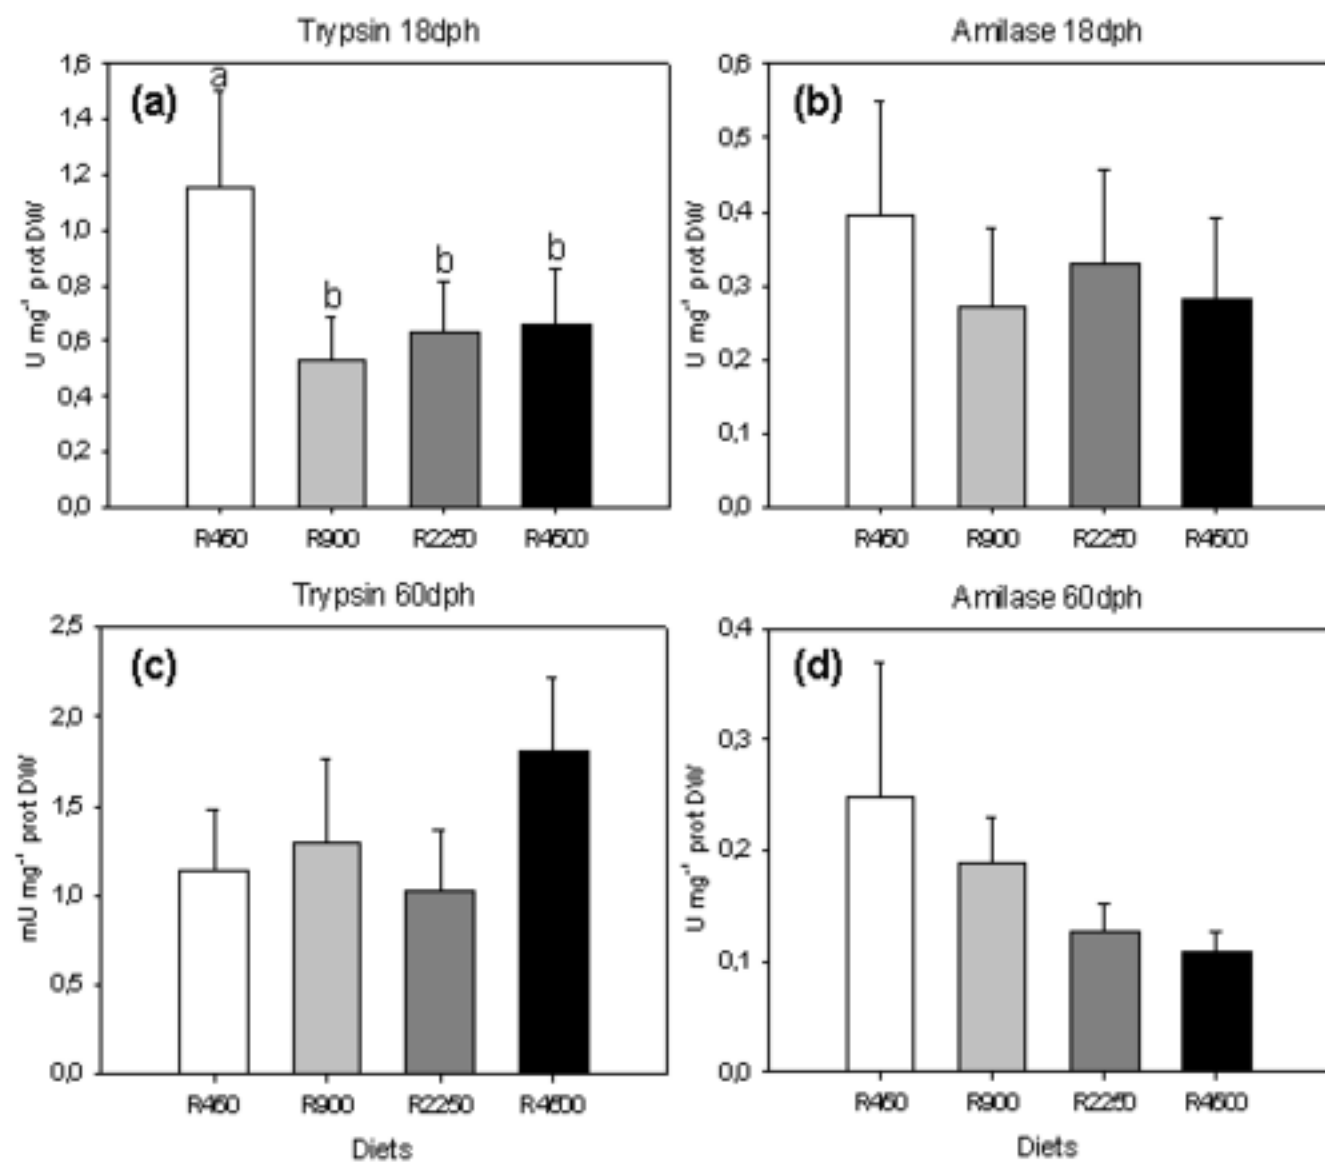 Trypsin 18dph
(a)
U mg⁻¹ prot DW
1,6
1,4
1,2
1,0
0,8
0,6
0,4
0,2
0,0
a
b
b
b
R450 R900 R2250 R4500
Amilase 18dph
(b)
U mg⁻¹ prot DW
0,6
0,5
0,4
0,3
0,2
0,1
0,0
R450 R900 R2250 R4500
Trypsin 60dph
(c)
mU mg⁻¹ prot DW
2,5
2,0
1,5
1,0
0,5
0,0
R450 R900 R2250 R4500
Diets
Amilase 60dph
(d)
U mg⁻¹ prot DW
0,4
0,3
0,2
0,1
0,0
R450 R900 R2250 R4500
Diets